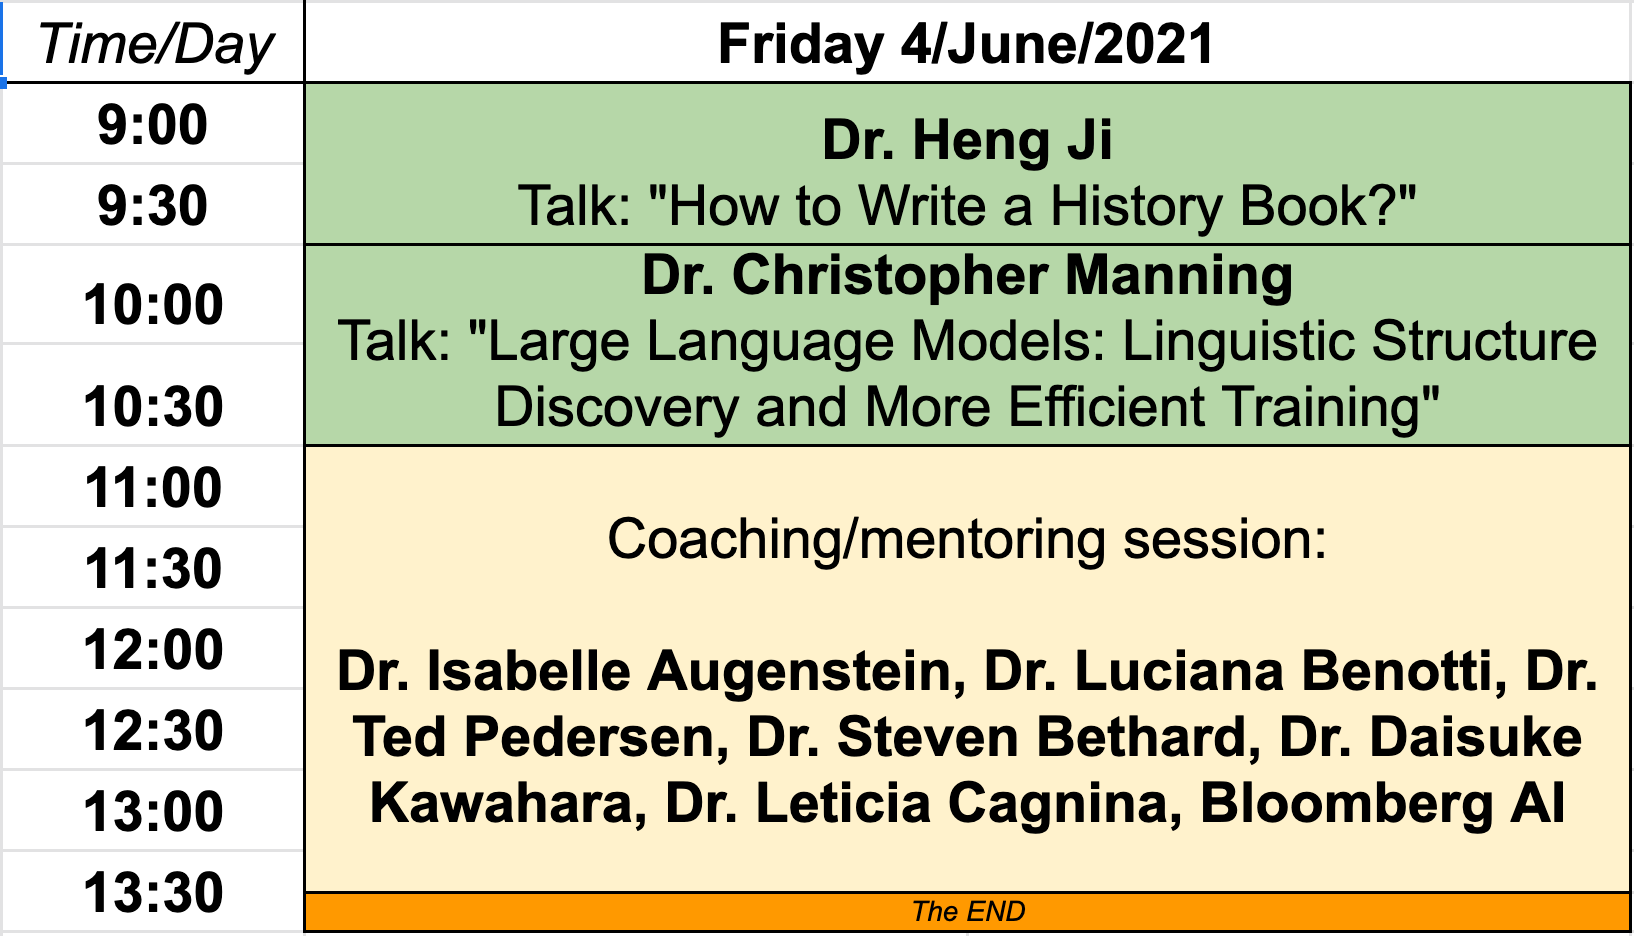 Time/Day
Friday 4/June/2021
9:00
9:30
Dr. Heng Ji
Talk: "How to Write a History Book?"
10:00
10:30
Dr. Christopher Manning
Talk: "Large Language Models: Linguistic Structure
Discovery and More Efficient Training"
11:00
11:30
12:00
12:30
13:00
13:30
Coaching/mentoring session:
Dr. Isabelle Augenstein, Dr. Luciana Benotti, Dr.
Ted Pedersen, Dr. Steven Bethard, Dr. Daisuke
Kawahara, Dr. Leticia Cagnina, Bloomberg AI
The END